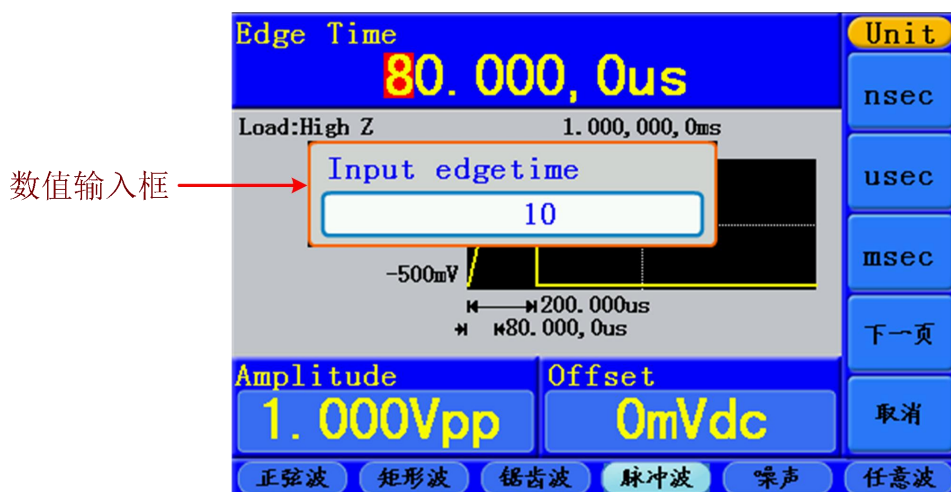 Edge Time
80.000,0us
Load:High Z
1.000,000,0ms
数值输入框
Input edgetime
10
-500mV
200.000us
80.000,0us
Amplitude
1.000Vpp
Offset
0mVdc
Unit
nsec
usec
msec
下一页
取消
正弦波
矩形波
锯齿波
脉冲波
噪声
任意波